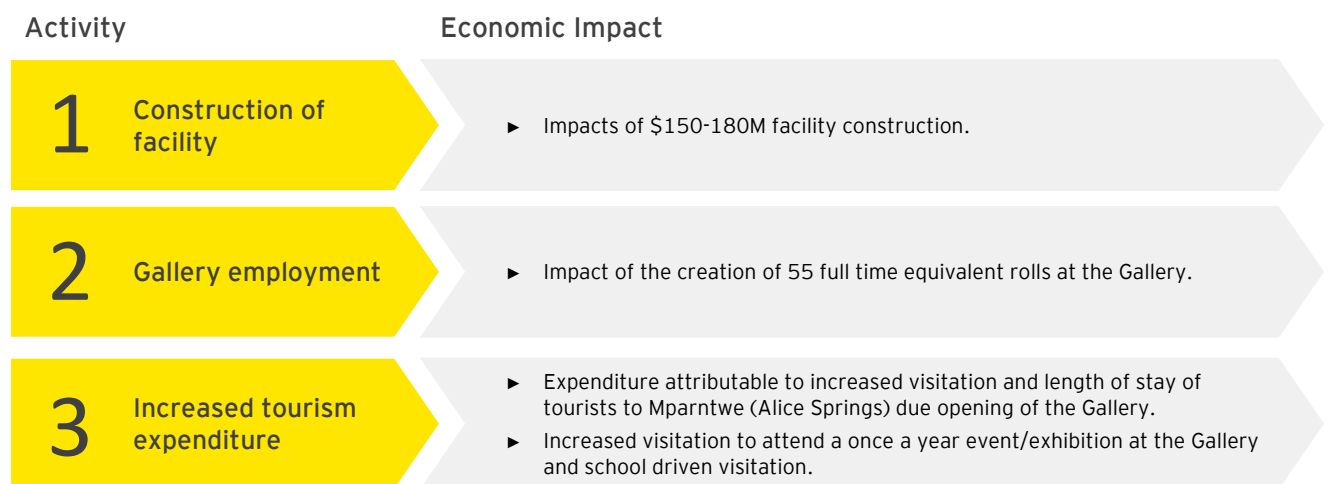 Activity
Economic Impact
1
Construction of
facility
► Impacts of $150-180M facility construction.
2
Gallery employment
► Impact of the creation of 55 full time equivalent rolls at the Gallery.
3
Increased tourism
expenditure
► Expenditure attributable to increased visitation and length of stay of
tourists to Mparntwe (Alice Springs) due opening of the Gallery.
► Increased visitation to attend a once a year event/exhibition at the Gallery
and school driven visitation.